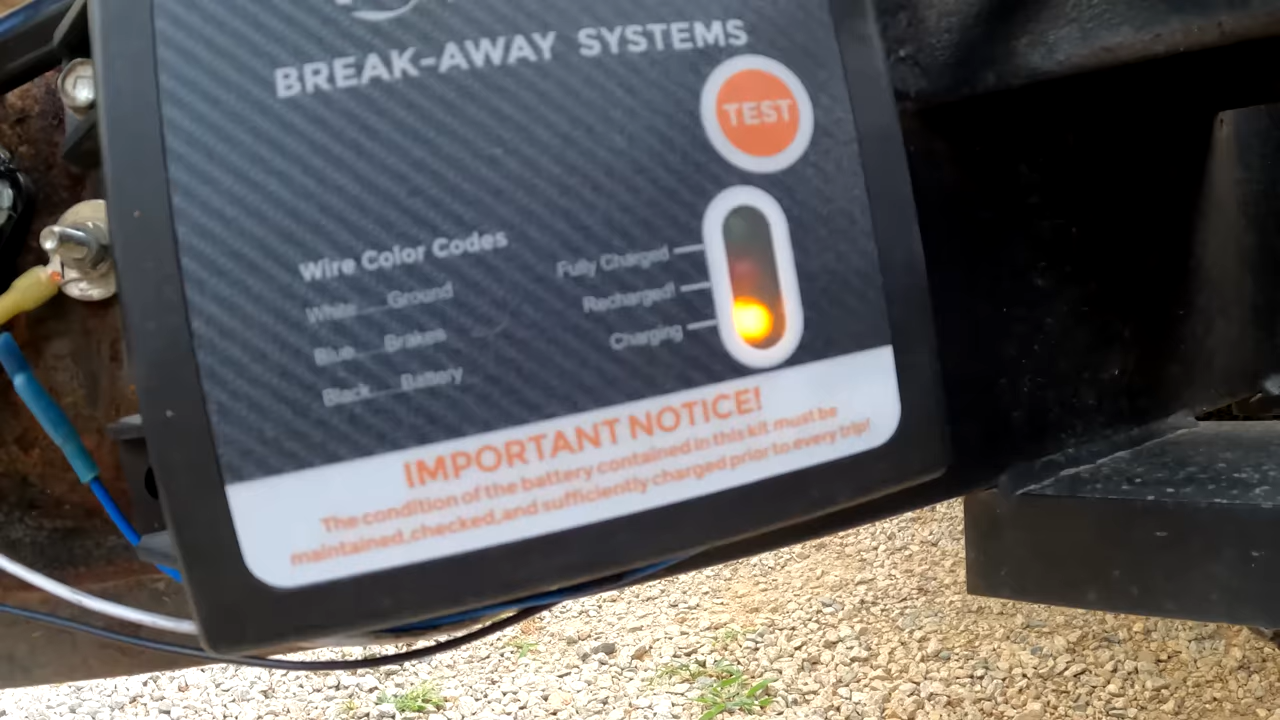 BREAK-AWAY SYSTEMS
TEST
Wire Color Codes
White.......Ground
Blue.......Brakes
Black.......Battery
Fully Charged
Recharged!
Charging
IMPORTANT NOTICE!
The condition of the battery contained in this kit must be
maintained, checked, and sufficiently charged prior to every trip!